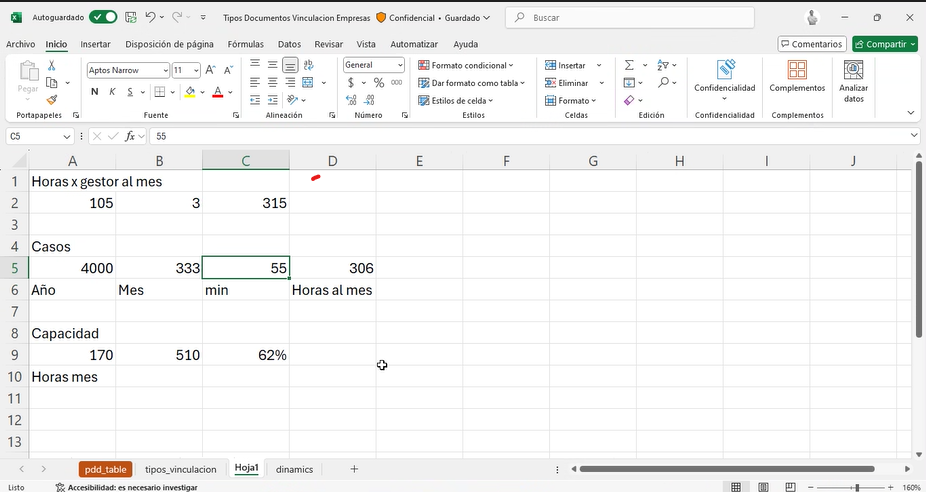 Autoguardado Tipos Documentos Vinculacion Empresas Confidencial • Guardado Buscar
Archivo Inicio Insertar Disposición de página Fórmulas Datos Revisar Vista Automatizar Ayuda Comentarios Compartir
Pegar Aptos Narrow 11 A A ab General Formato condicional Insertar Σ Confidencialidad Complementos Analizar datos
N K S A $ % 000 Dar formato como tabla Eliminar
Estilos de celda Formato
Portapapeles Fuente Alineación Número Estilos Celdas Edición Confidencialidad Complementos
C5 fx 55
A B C D E F G H I J
1 Horas x gestor al mes
2 105 3 315
3
4 Casos
5 4000 333 55 306
6 Año Mes min Horas al mes
7
8 Capacidad
9 170 510 62%
10 Horas mes
11
12
13
pdd_table tipos_vinculacion Hoja1 dinamics +
Listo Accesibilidad: es necesario investigar 160%